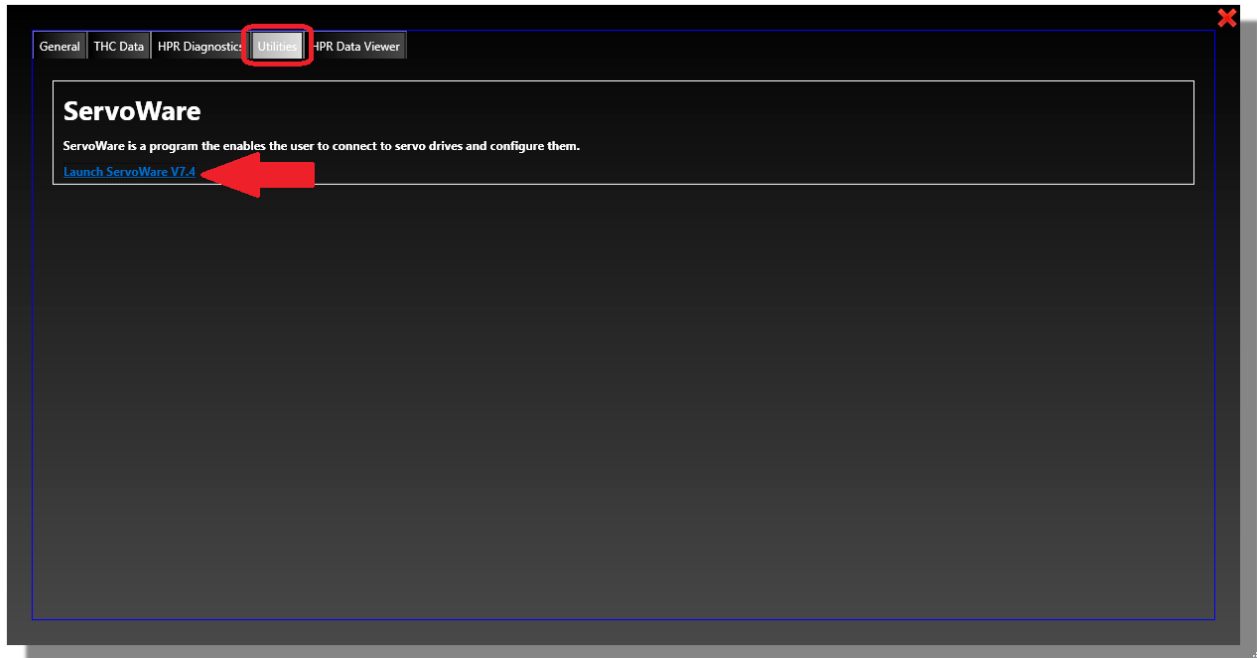 General THC Data HPR Diagnostics Utilities HPR Data Viewer
ServoWare
ServoWare is a program the enables the user to connect to servo drives and configure them.
Launch ServoWare V7.4